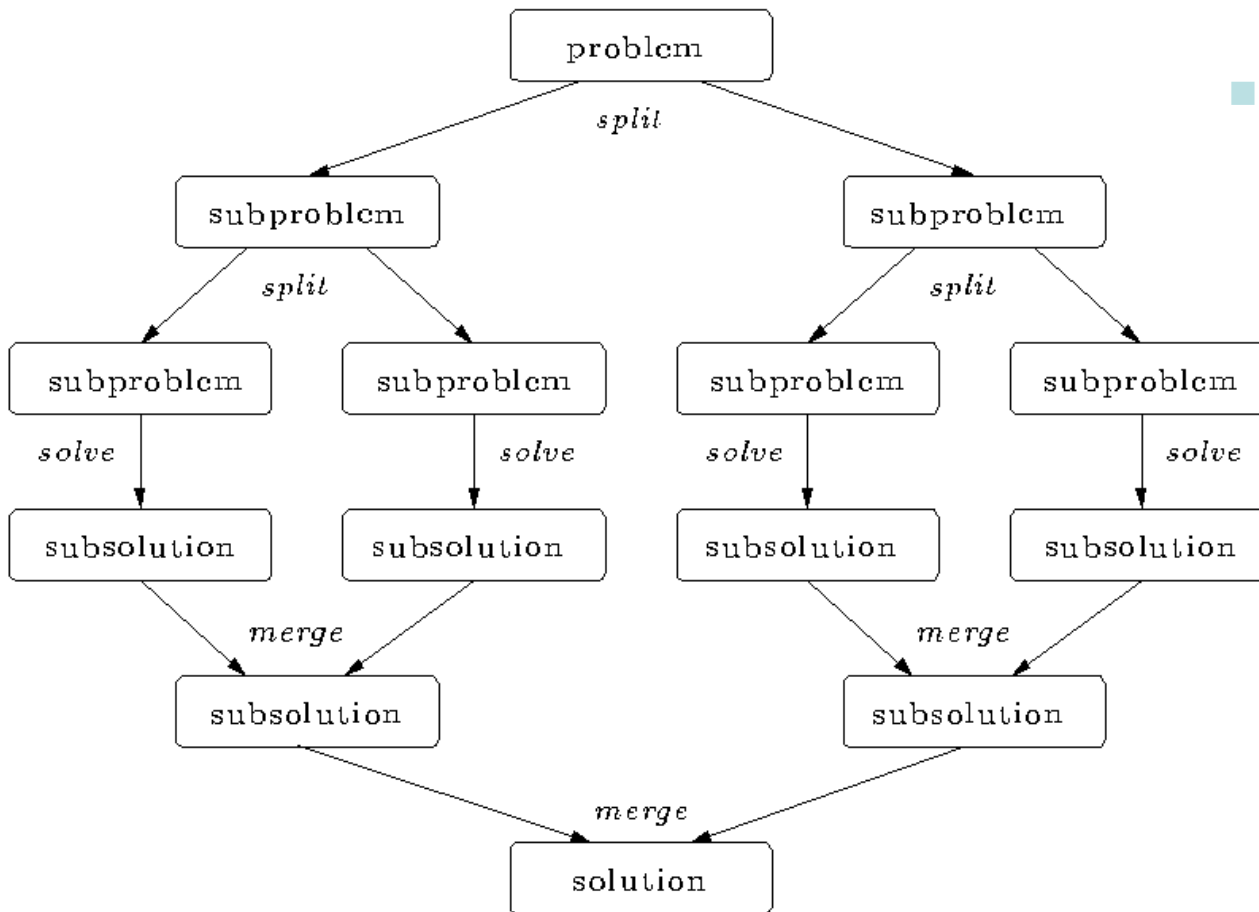 problem
split
subproblem subproblem
split split
subproblem subproblem subproblem subproblem
solve solve solve solve
subsolution subsolution subsolution subsolution
merge merge
subsolution subsolution
merge
solution